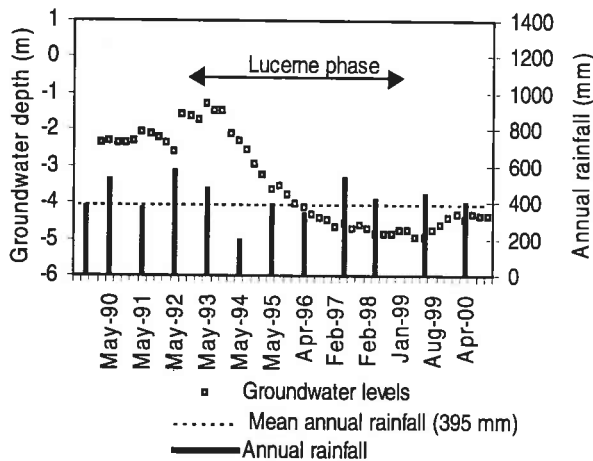 Groundwater depth (m)
1
0
-1
-2
-3
-4
-5
-6
Lucerne phase
1400
1200
1000
800
600
400
200
0
Annual rainfall (mm)
May-90
May-91
May-92
May-93
May-94
May-95
Apr-96
Feb-97
Feb-98
Jan-99
Aug-99
Apr-00
Groundwater levels
Mean annual rainfall (395 mm)
Annual rainfall